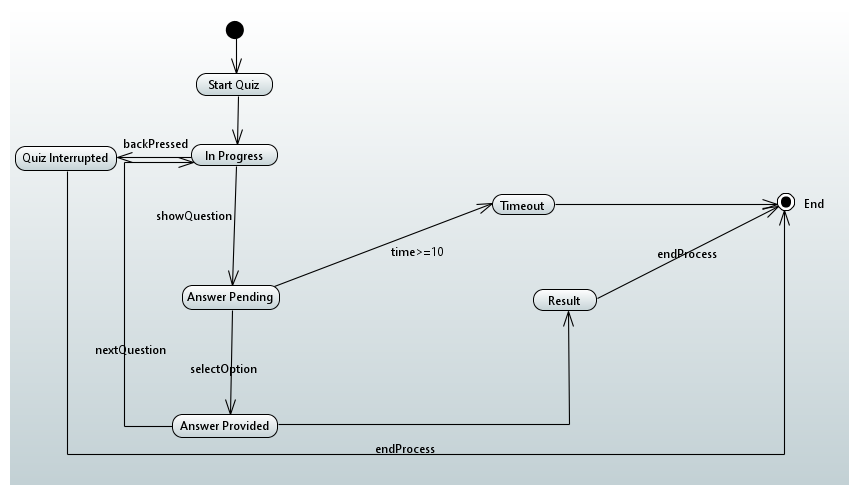 Start Quiz
backPressed
Quiz Interrupted
In Progress
showQuestion
Timeout
End
time>=10
endProcess
Answer Pending
Result
nextQuestion
selectOption
Answer Provided
endProcess